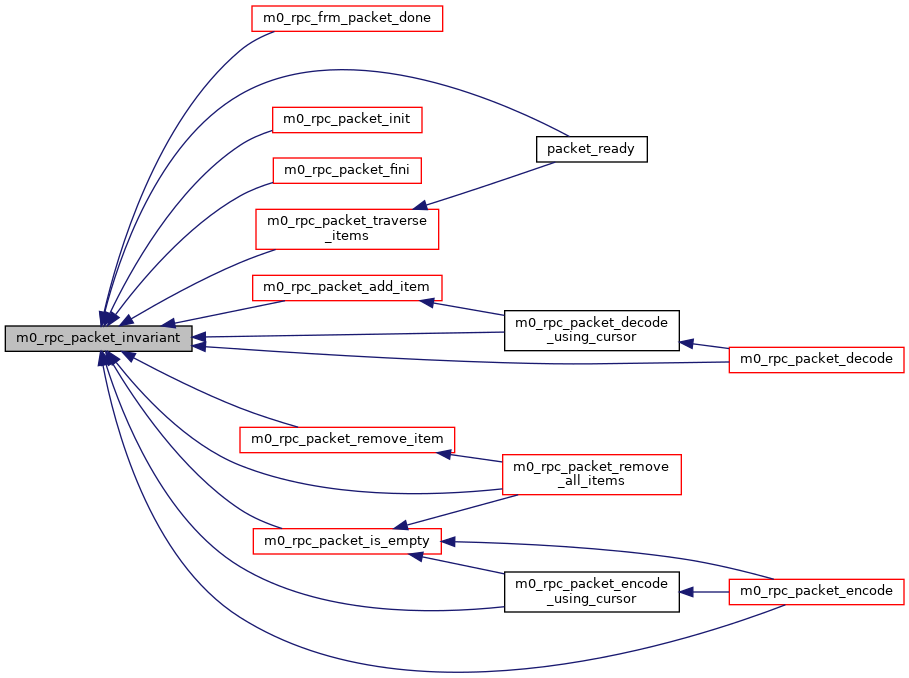 m0_rpc_frm_packet_done
m0_rpc_packet_init
packet_ready
m0_rpc_packet_fini
m0_rpc_packet_traverse
_items
m0_rpc_packet_add_item
m0_rpc_packet_decode
_using_cursor
m0_rpc_packet_invariant
m0_rpc_packet_decode
m0_rpc_packet_remove_item
m0_rpc_packet_remove
_all_items
m0_rpc_packet_is_empty
m0_rpc_packet_encode
_using_cursor
m0_rpc_packet_encode